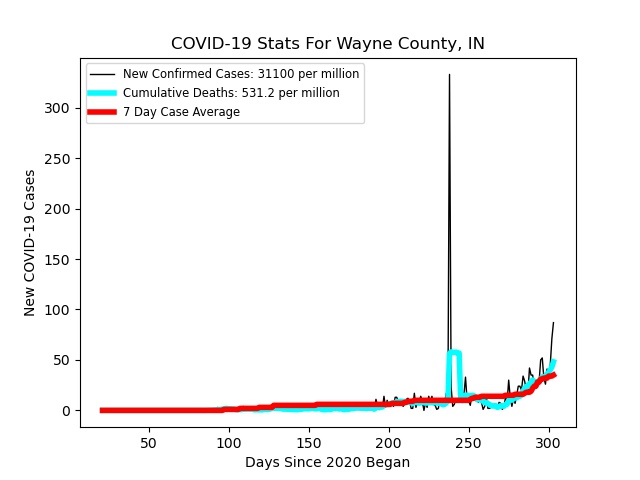 COVID-19 Stats For Wayne County, IN
New Confirmed Cases: 31100 per million
Cumulative Deaths: 531.2 per million
7 Day Case Average
New COVID-19 Cases
300
250
200
150
100
50
0
50
100
150
200
250
300
Days Since 2020 Began